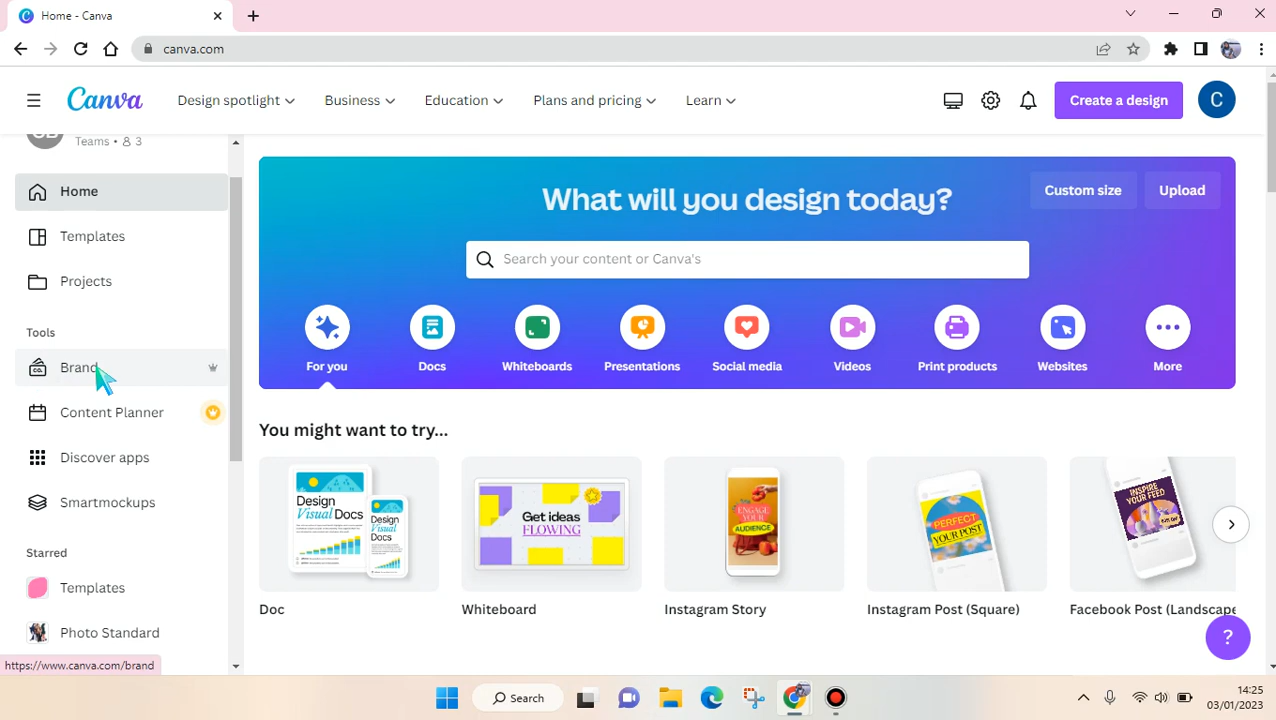 Home - Canva
canva.com
Canva
Design spotlight
Business
Education
Plans and pricing
Learn
Create a design
C
Teams • 3
Home
Templates
Projects
Tools
Brand
CO.
Content Planner
Discover apps
Smartmockups
Starred
Templates
Photo Standard
https://www.canva.com/brand
What will you design today?
Custom size
Upload
Search your content or Canva's
For you
Docs
Whiteboards
Presentations
Social media
Videos
Print products
Websites
More
You might want to try...
Design
Visual Docs
Design
Visual Docs
Get ideas
FLOWING
ENGAGE
YOUR
AUDIENCE
PERFECT
YOUR POST
INSPIRE
YOUR FEED
Doc
Whiteboard
Instagram Story
Instagram Post (Square)
Facebook Post (Landscape
?
Search
14:25
03/01/2023